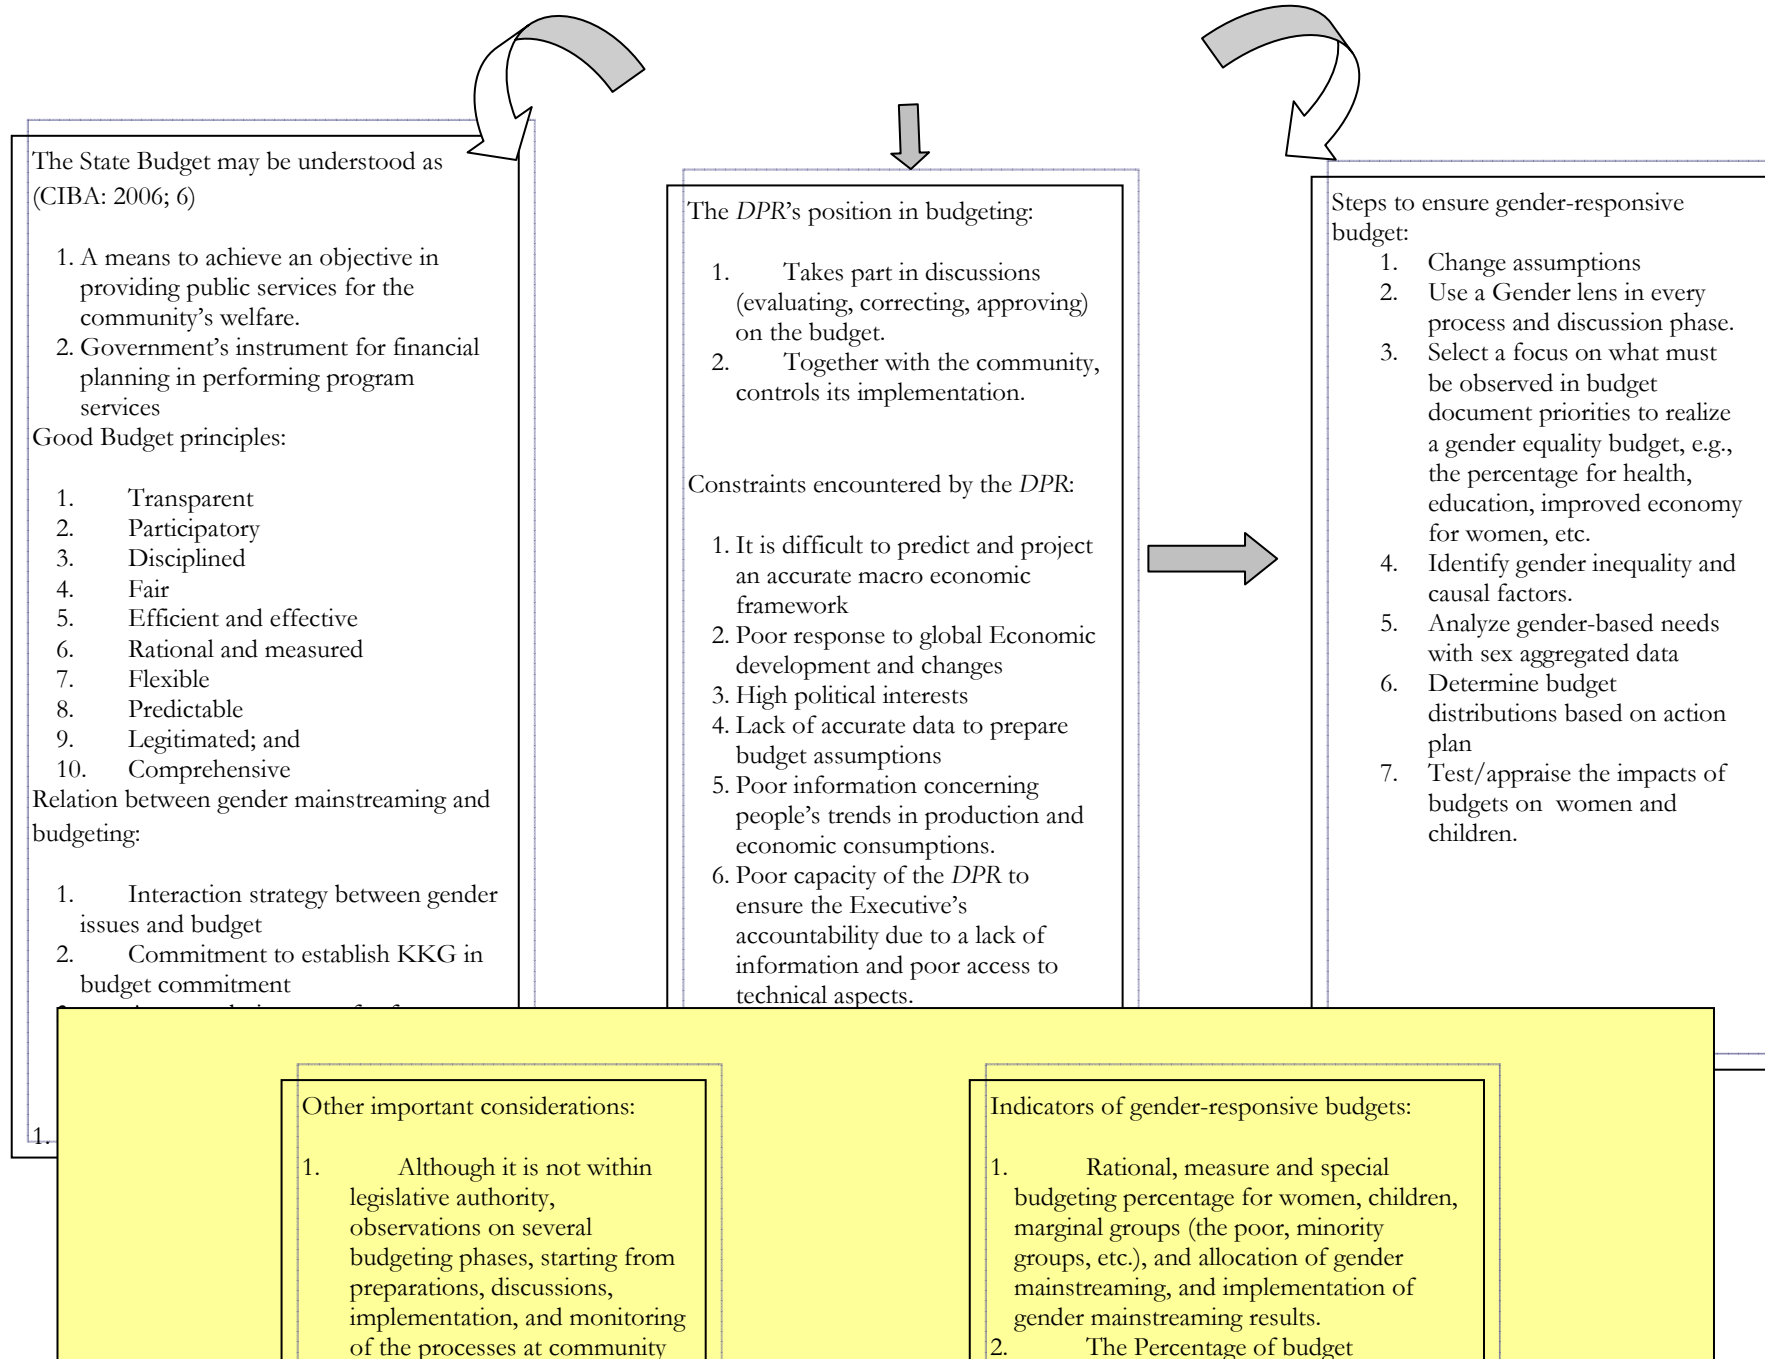 The State Budget may be understood as
(CIBA: 2006; 6)
1. A means to achieve an objective in
providing public services for the
community's welfare.
2. Government's instrument for financial
planning in performing program
services
Good Budget principles:
1. Transparent
2. Participatory
3. Disciplined
4. Fair
5. Efficient and effective
6. Rational and measured
7. Flexible
8. Predictable
9. Legitimated; and
10. Comprehensive
Relation between gender mainstreaming and
budgeting:
1. Interaction strategy between gender
issues and budget
2. Commitment to establish KKG in
budget commitment
1.
The DPR's position in budgeting:
1. Takes part in discussions
(evaluating, correcting, approving)
on the budget.
2. Together with the community,
controls its implementation.
Constraints encountered by the DPR:
1. It is difficult to predict and project
an accurate macro economic
framework
2. Poor response to global Economic
development and changes
3. High political interests
4. Lack of accurate data to prepare
budget assumptions
5. Poor information concerning
people's trends in production and
economic consumptions.
6. Poor capacity of the DPR to
ensure the Executive's
accountability due to a lack of
information and poor access to
technical aspects.
Steps to ensure gender-responsive
budget:
1. Change assumptions
2. Use a Gender lens in every
process and discussion phase.
3. Select a focus on what must
be observed in budget
document priorities to realize
a gender equality budget, e.g.,
the percentage for health,
education, improved economy
for women, etc.
4. Identify gender inequality and
causal factors.
5. Analyze gender-based needs
with sex aggregated data
6. Determine budget
distributions based on action
plan
7. Test/appraise the impacts of
budgets on women and
children.
Other important considerations:
1. Although it is not within
legislative authority,
observations on several
budgeting phases, starting from
preparations, discussions,
implementation, and monitoring
of the processes at community
Indicators of gender-responsive budgets:
1. Rational, measure and special
budgeting percentage for women, children,
marginal groups (the poor, minority
groups, etc.), and allocation of gender
mainstreaming, and implementation of
gender mainstreaming results.
2. The Percentage of budget